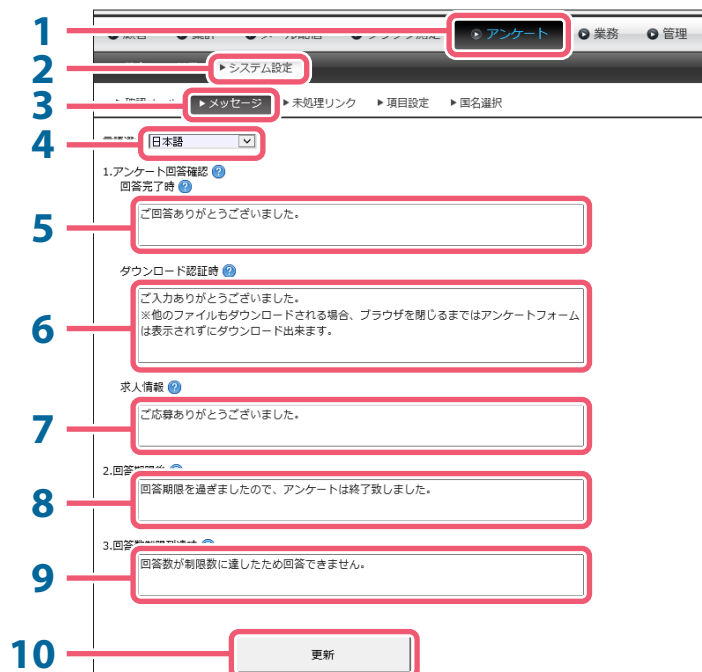 1
アンケート
業務
管理
2
システム設定
3
メッセージ
未処理リンク
項目設定
国名選択
4
日本語
1.アンケート回答確認
回答完了時
5
ご回答ありがとうございました。
ダウンロード認証時
6
ご入力ありがとうございました。
※他のファイルもダウンロードされる場合、ブラウザを閉じるまではアンケートフォーム
は表示されずにダウンロード出来ます。
求人情報
7
ご応募ありがとうございました。
2.回答
8
回答期限を過ぎましたので、アンケートは終了致しました。
3.回答
9
回答数が制限数に達したため回答できません。
10
更新